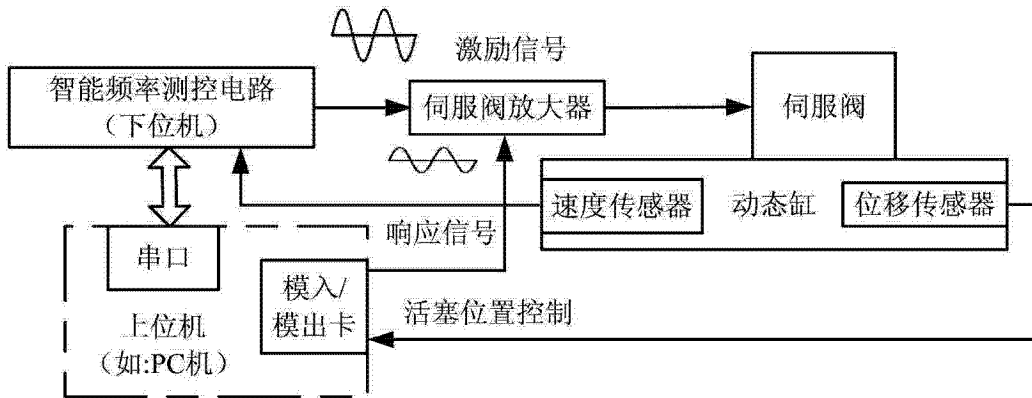 激励信号
智能频率测控电路
（下位机）
伺服阀放大器
伺服阀
速度传感器
动态缸
位移传感器
响应信号
串口
模入/
模出卡
活塞位置控制
上位机
（如:PC机）